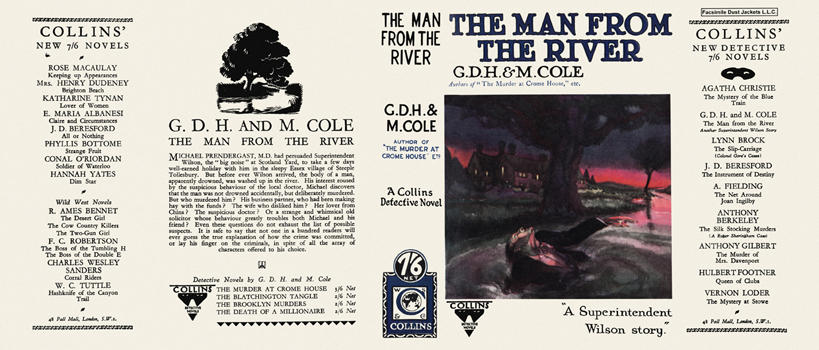 COLLINS'
NEW 7/6 NOVELS
ROSE MACAULAY
Keeping up Appearances
Mrs. HENRY DUDENEY
Brighton Beach
KATHARINE TYNAN
Lover of Women
E. MARIA ALBANESI
Claire and Circumstances
J. D. BERESFORD
All or Nothing
PHYLLIS BOTTOME
Strange Fruit
CONAL O'RIORDAN
Soldier of Waterloo
HANNAH YATES
Dim Star
Wild West Novels
R. AMES BENNET
The Desert Girl
The Cow Country Killers
The Two-Gun Girl
F. C. ROBERTSON
The Boss of the Tumbling H
The Boss of the Double E
CHARLES WESLEY
SANDERS
Corral Riders
W. C. TUTTLE
Hashknife of the Canyon
Trail
48 Pall Mall, London, S.W.1.
G. D. H. AND M. COLE
THE MAN FROM THE RIVER
MICHAEL PRENDERGAST, M.D. had persuaded Superintendent
Wilson, the "big noise" at Scotland Yard, to take a few days
well-earned holiday with him in the sleepy Essex village of Steeple
Tollesbury. But before ever Wilson arrived, the body of a man,
apparently drowned, was washed up in the river. His interest roused
by the suspicious behaviour of the local doctor, Michael discovers
that the man was not drowned accidentally, but deliberately murdered.
But who murdered him? His business partner, who had been making
hay with the funds? The wife who disliked him? Her lover from
China? The suspicious doctor? Or a strange and whimsical old
solicitor whose behaviour greatly troubles both Michael and his
friend? Even these questions do not exhaust the list of possible
suspects. It is safe to say that not one in a hundred readers will
ever guess the true explanation of how the crime was committed,
or lay his finger on the criminals, in spite of all the array of
characters offered to his choice.
Detective Novels by G. D. H. and M. Cole
COLLINS
DETECTIVE
NOVELS
THE MURDER AT CROME HOUSE 3/6 Net
THE BLATCHINGTON TANGLE 2/6 Net
THE BROOKLYN MURDERS 2/6 Net
THE DEATH OF A MILLIONAIRE 2/6 Net
THE MAN
FROM THE
RIVER
G.D.H.&
M.COLE
AUTHOR OF
"THE MURDER AT
CROME HOUSE" ETC
A Collins
Detective Novel
7/6
NET
COLLINS
THE MAN FROM
THE RIVER
G.D.H.&M.COLE
Authors of "The Murder at Crome House," etc.
COLLINS
DETECTIVE
NOVELS
"A Superintendent
Wilson story."
Facsimile Dust Jackets L.L.C.
COLLINS'
NEW DETECTIVE
7/6 NOVELS
AGATHA CHRISTIE
The Mystery of the Blue
Train
G. D. H. and M. COLE
The Man from the River
Another Superintendent Wilson Story
LYNN BROCK
The Slip-Carriage
(Colonel Gore's Case)
J. D. BERESFORD
The Instrument of Destiny
A. FIELDING
The Net Around
Joan Ingilby
ANTHONY
BERKELEY
The Silk Stocking Murders
(A Roger Sheringham Case)
ANTHONY GILBERT
The Murder of
Mrs. Davenport
HULBERT FOOTNER
Queen of Clubs
VERNON LODER
The Mystery at Stowe
48 Pall Mall, London, S.W.1.